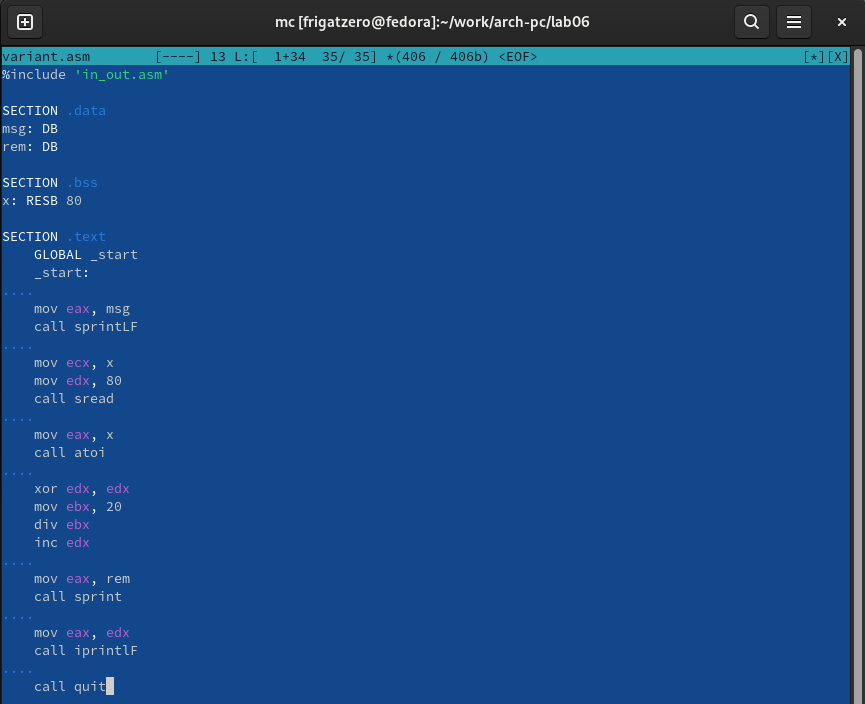 mc [frigatzero@fedora]:~/work/arch-pc/lab06
variant.asm        [----] 13 L:[  1+34  35/ 35] *(406 / 406b) <EOF>                                 [*][X]
%include 'in_out.asm'

SECTION .data
msg: DB
rem: DB

SECTION .bss
x: RESB 80

SECTION .text
    GLOBAL _start
    _start:
....
    mov eax, msg
    call sprintLF
....
    mov ecx, x
    mov edx, 80
    call sread
....
    mov eax, x
    call atoi
....
    xor edx, edx
    mov ebx, 20
    div ebx
    inc edx
....
    mov eax, rem
    call sprint
....
    mov eax, edx
    call iprintlF
....
    call quit